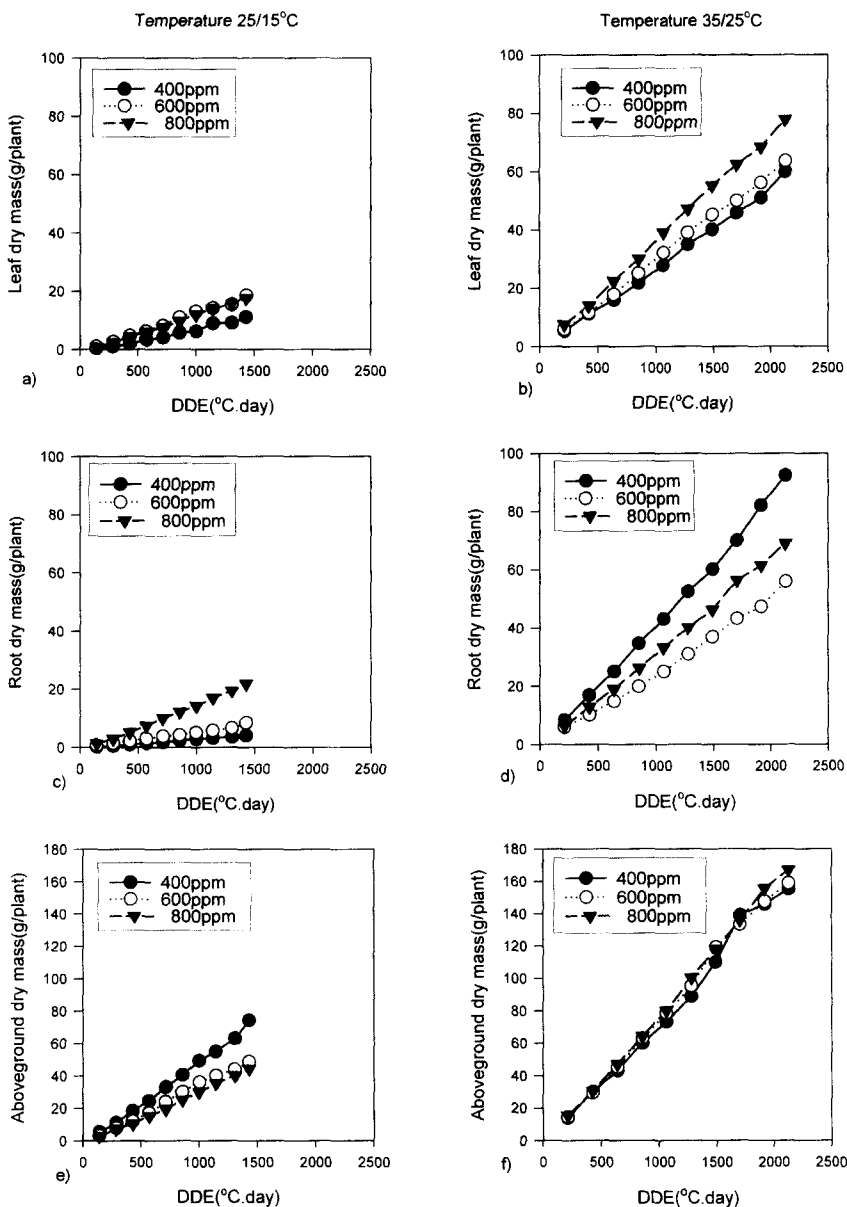 Temperature 25/15°C
Temperature 35/25°C
100
80
60
40
20
0
Leaf dry mass(g/plant)
400ppm
600ppm
800ppm
0 500 1000 1500 2000 2500
a)
DDE(°C.day)
100
80
60
40
20
0
Leaf dry mass(g/plant)
400ppm
600ppm
800ppm
0 500 1000 1500 2000 2500
b)
DDE(°C.day)
100
80
60
40
20
0
Root dry mass(g/plant)
400ppm
600ppm
800ppm
0 500 1000 1500 2000 2500
c)
DDE(°C.day)
100
80
60
40
20
0
Root dry mass(g/plant)
400ppm
600ppm
800ppm
0 500 1000 1500 2000 2500
d)
DDE(°C.day)
180
160
140
120
100
80
60
40
20
0
Aboveground dry mass(g/plant)
400ppm
600ppm
800ppm
0 500 1000 1500 2000 2500
e)
DDE(°C.day)
180
160
140
120
100
80
60
40
20
0
Aboveground dry mass(g/plant)
400ppm
600ppm
800ppm
0 500 1000 1500 2000 2500
f)
DDE(°C.day)